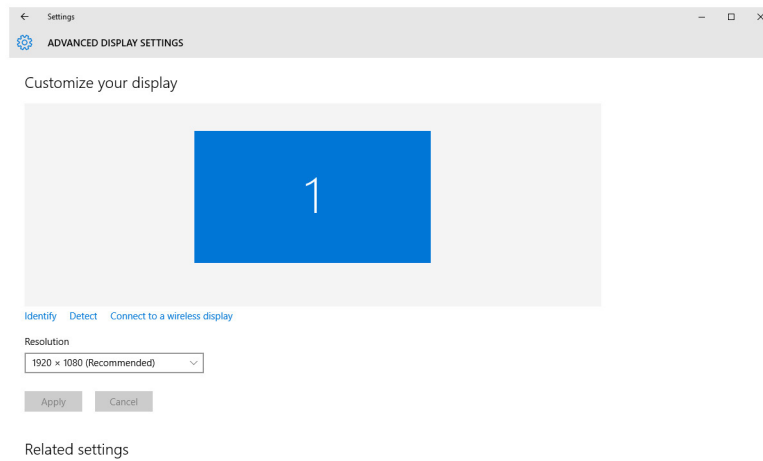 Settings
ADVANCED DISPLAY SETTINGS
Customize your display
1
Identify Detect Connect to a wireless display
Resolution
1920 × 1080 (Recommended)
Apply Cancel
Related settings